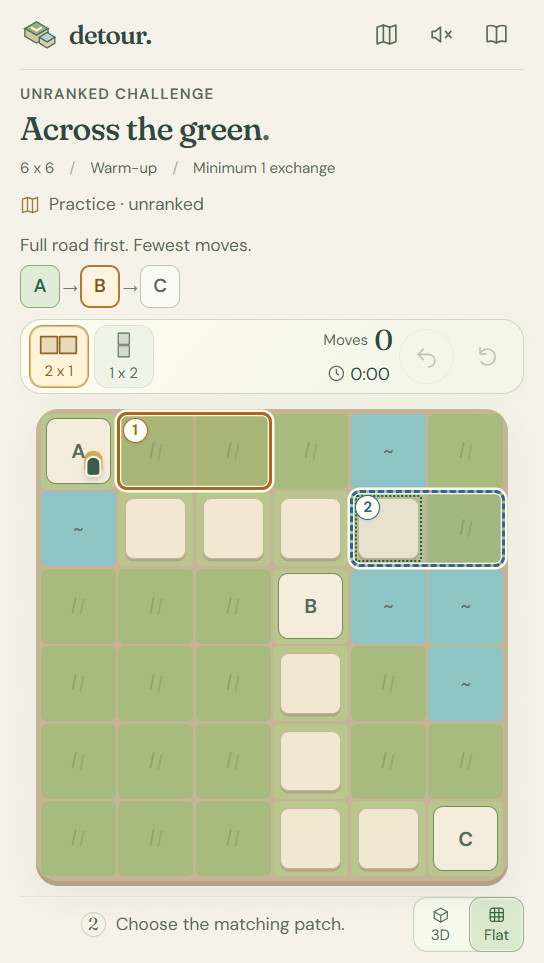 detour.
UNRANKED CHALLENGE
Across the green.
6 x 6 / Warm-up / Minimum 1 exchange
Practice · unranked
Full road first. Fewest moves.
A → B → C
2 x 1
1 x 2
Moves 0
0:00
A
1
~
~
2
B
~
~
~
C
2 Choose the matching patch.
3D
Flat